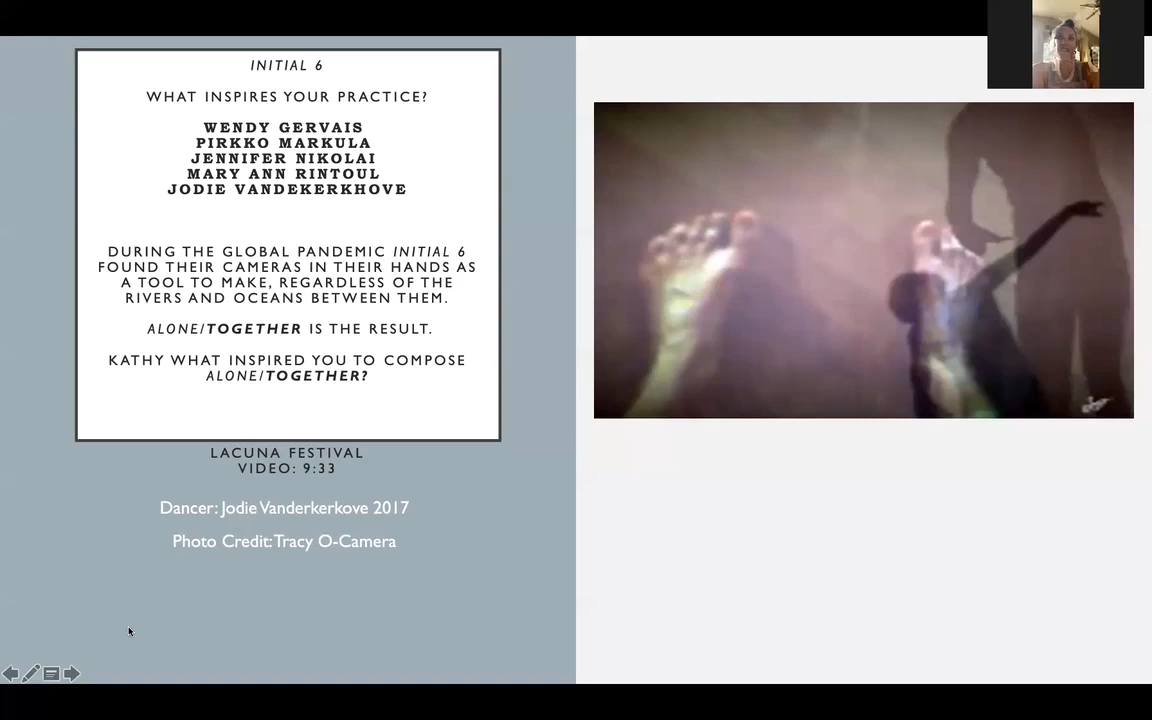 INITIAL 6
WHAT INSPIRES YOUR PRACTICE?
WENDY GERVAIS
PIRKKO MARKULA
JENNIFER NIKOLAI
MARY ANN RINTOUL
JODIE VANDEKERKHOVE
DURING THE GLOBAL PANDEMIC INITIAL 6
FOUND THEIR CAMERAS IN THEIR HANDS AS
A TOOL TO MAKE, REGARDLESS OF THE
RIVERS AND OCEANS BETWEEN THEM.
ALONE/TOGETHER IS THE RESULT.
KATHY WHAT INSPIRED YOU TO COMPOSE
ALONE/TOGETHER?
LACUNA FESTIVAL
VIDEO: 9:33
Dancer: Jodie Vanderkerkove 2017
Photo Credit: Tracy O-Camera